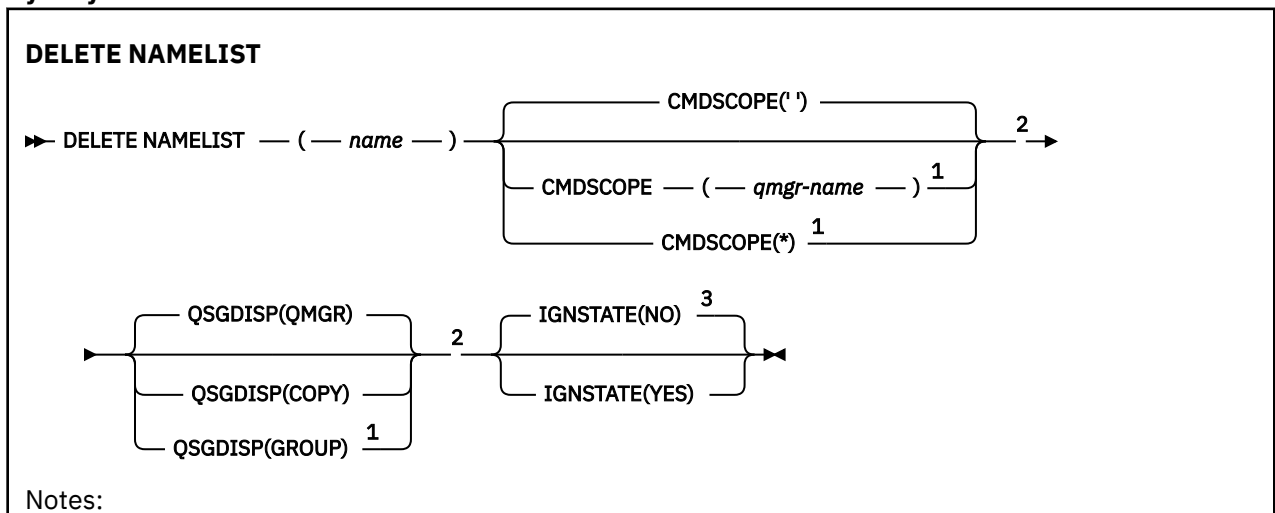 DELETE NAMELIST
CMDSCOPE(' ')
DELETE NAMELIST ( name ) 2
CMDSCOPE ( qmgr-name ) 1
CMDSCOPE(*) 1
QSGDISP(QMGR) IGNSTATE(NO) 3
2
QSGDISP(COPY) IGNSTATE(YES)
QSGDISP(GROUP) 1
Notes: